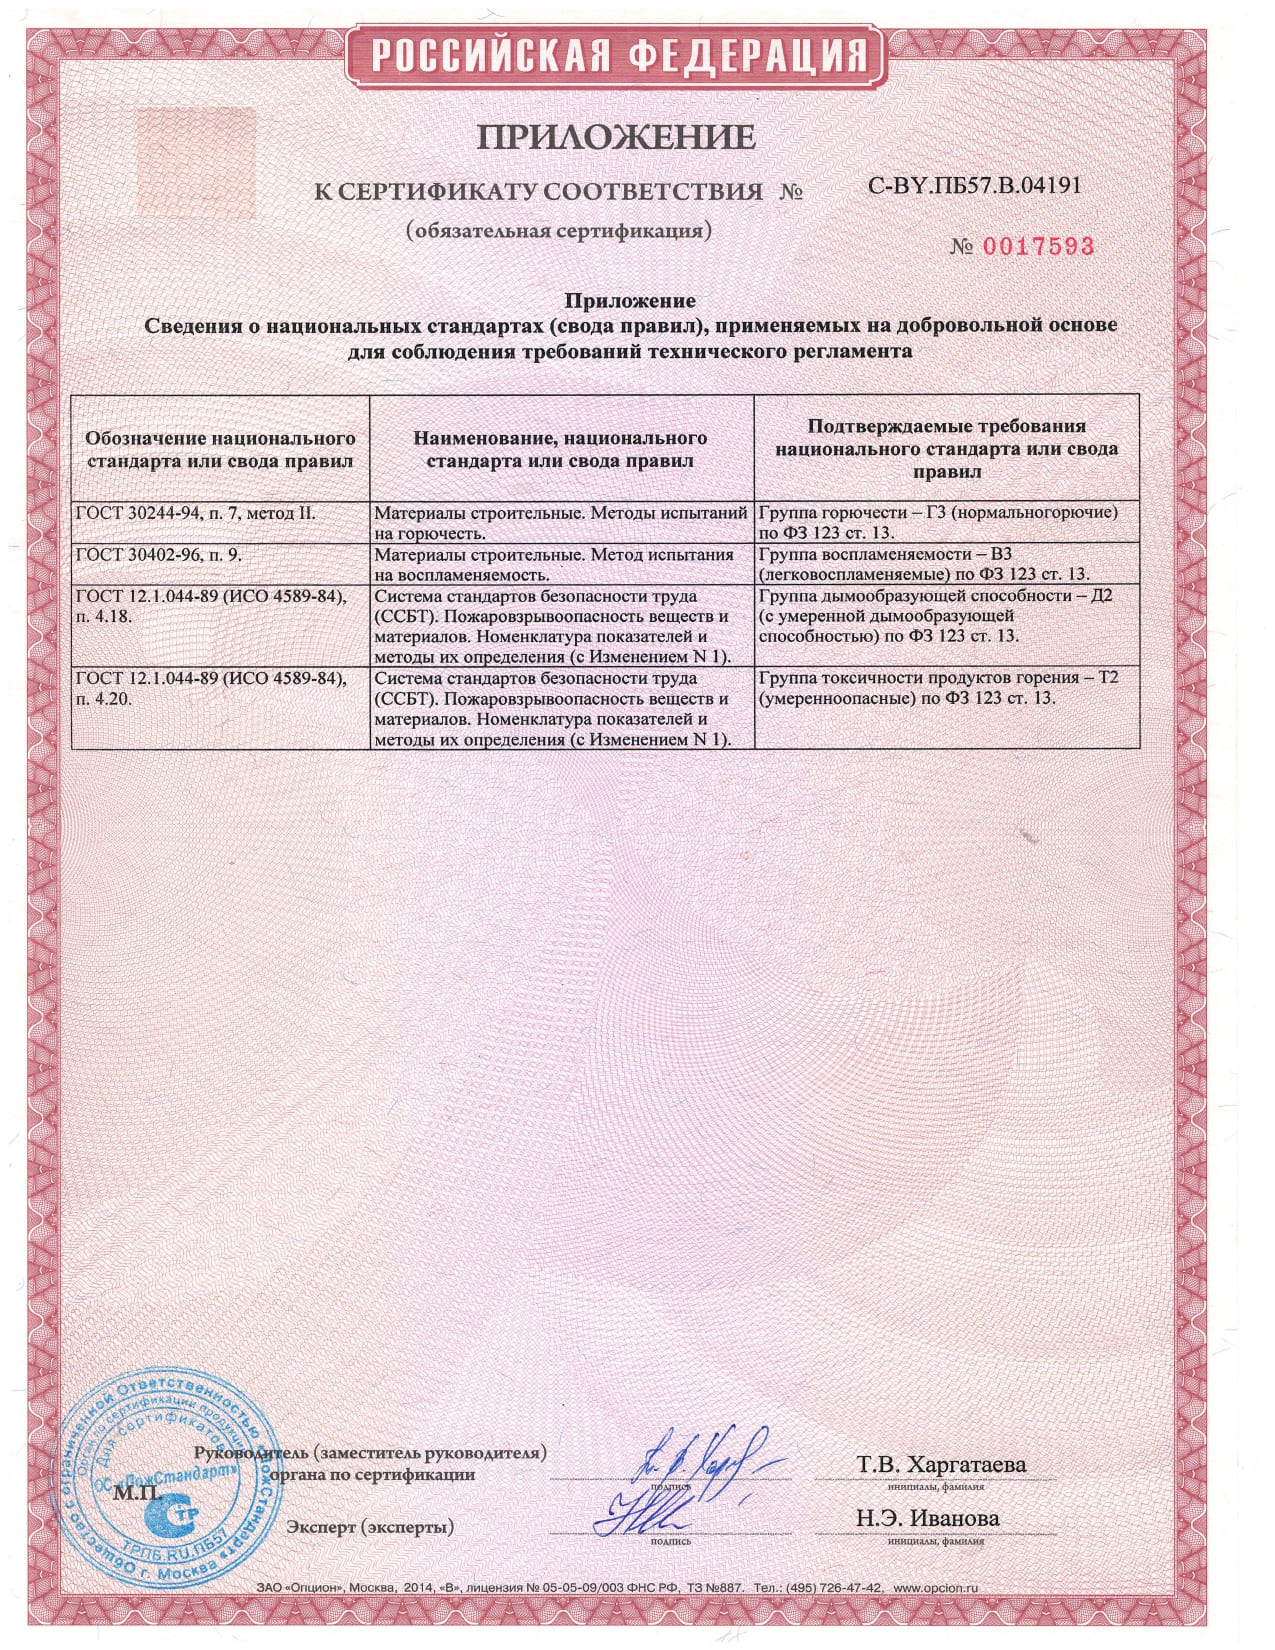 РОССИЙСКАЯ ФЕДЕРАЦИЯ
ПРИЛОЖЕНИЕ
К СЕРТИФИКАТУ СООТВЕТСТВИЯ № C-BY.ПБ57.В.04191
(обязательная сертификация)
№ 0017593
Приложение
Сведения о национальных стандартах (свода правил), применяемых на добровольной основе
для соблюдения требований технического регламента
Обозначение национального
стандарта или свода правил
Наименование, национального
стандарта или свода правил
Подтверждаемые требования
национального стандарта или свода
правил
ГОСТ 30244-94, п. 7, метод II.
Материалы строительные. Методы испытаний
на горючесть.
Группа горючести – Г3 (нормальногорючие)
по ФЗ 123 ст. 13.
ГОСТ 30402-96, п. 9.
Материалы строительные. Метод испытания
на воспламеняемость.
Группа воспламеняемости – В3
(легковоспламеняемые) по ФЗ 123 ст. 13.
ГОСТ 12.1.044-89 (ИСО 4589-84),
п. 4.18.
Система стандартов безопасности труда
(ССБТ). Пожаровзрывоопасность веществ и
материалов. Номенклатура показателей и
методы их определения (с Изменением N 1).
Группа дымообразующей способности – Д2
(с умеренной дымообразующей
способностью) по ФЗ 123 ст. 13.
ГОСТ 12.1.044-89 (ИСО 4589-84),
п. 4.20.
Система стандартов безопасности труда
(ССБТ). Пожаровзрывоопасность веществ и
материалов. Номенклатура показателей и
методы их определения (с Изменением N 1).
Группа токсичности продуктов горения – Т2
(умеренноопасные) по ФЗ 123 ст. 13.
Общество с ограниченной Ответственностью «ПожСтандарт» г. Москва
Орган по сертификации продукции
Для сертификатов
ОС «ПожСтандарт»
ТР
ТРПБ.RU.ПБ57
М.П.
Руководитель (заместитель руководителя)
органа по сертификации
подпись
Т.В. Харгатаева
инициалы, фамилия
Эксперт (эксперты)
подпись
Н.Э. Иванова
инициалы, фамилия
ЗАО «Опцион», Москва, 2014, «В», лицензия № 05-05-09/003 ФНС РФ, ТЗ №887. Тел.: (495) 726-47-42, www.opcion.ru